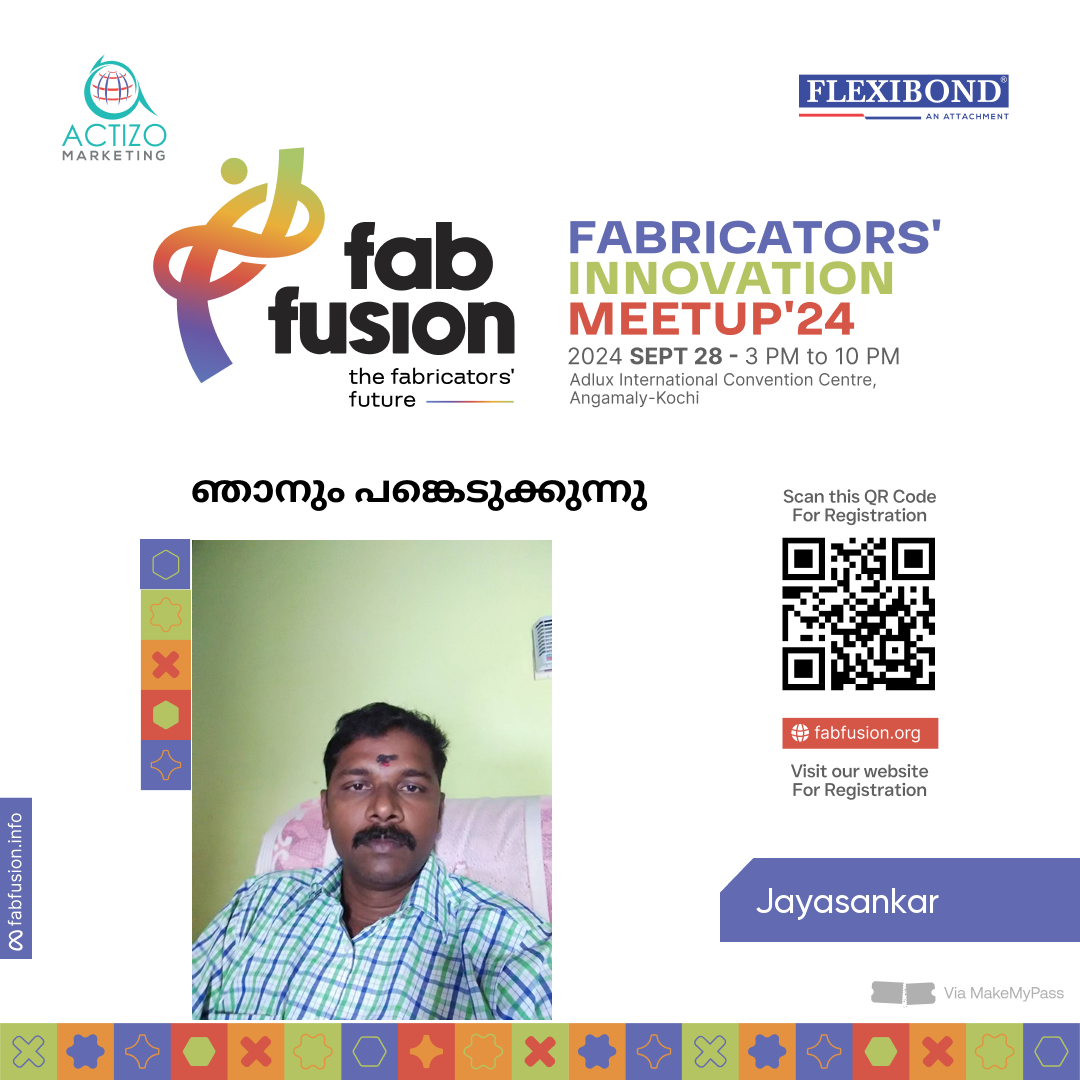 ACTIZO
MARKETING
FLEXIBOND®
AN ATTACHMENT
fab
fusion
the fabricators'
future
FABRICATORS'
INNOVATION
MEETUP'24
2024 SEPT 28 - 3 PM to 10 PM
Adlux International Convention Centre,
Angamaly-Kochi
ഞാനും പങ്കെടുക്കുന്നു
Scan this QR Code
For Registration
fabfusion.org
Visit our website
For Registration
fabfusion.info
Jayasankar
Via MakeMyPass